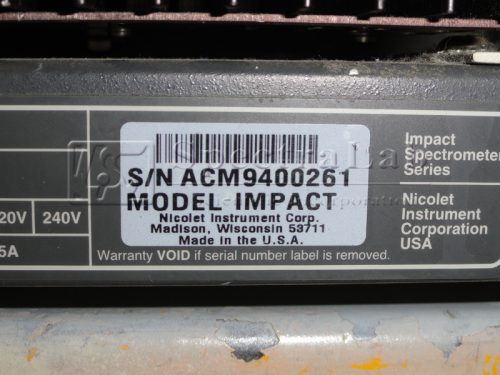 S/N ACM9400261
MODEL IMPACT
Nicolet Instrument Corp.
Madison, Wisconsin 53711
Made in the U.S.A.
Warranty VOID if serial number label is removed.
Impact
Spectrometer
Series
Nicolet
Instrument
Corporation
USA
20V 240V
5A